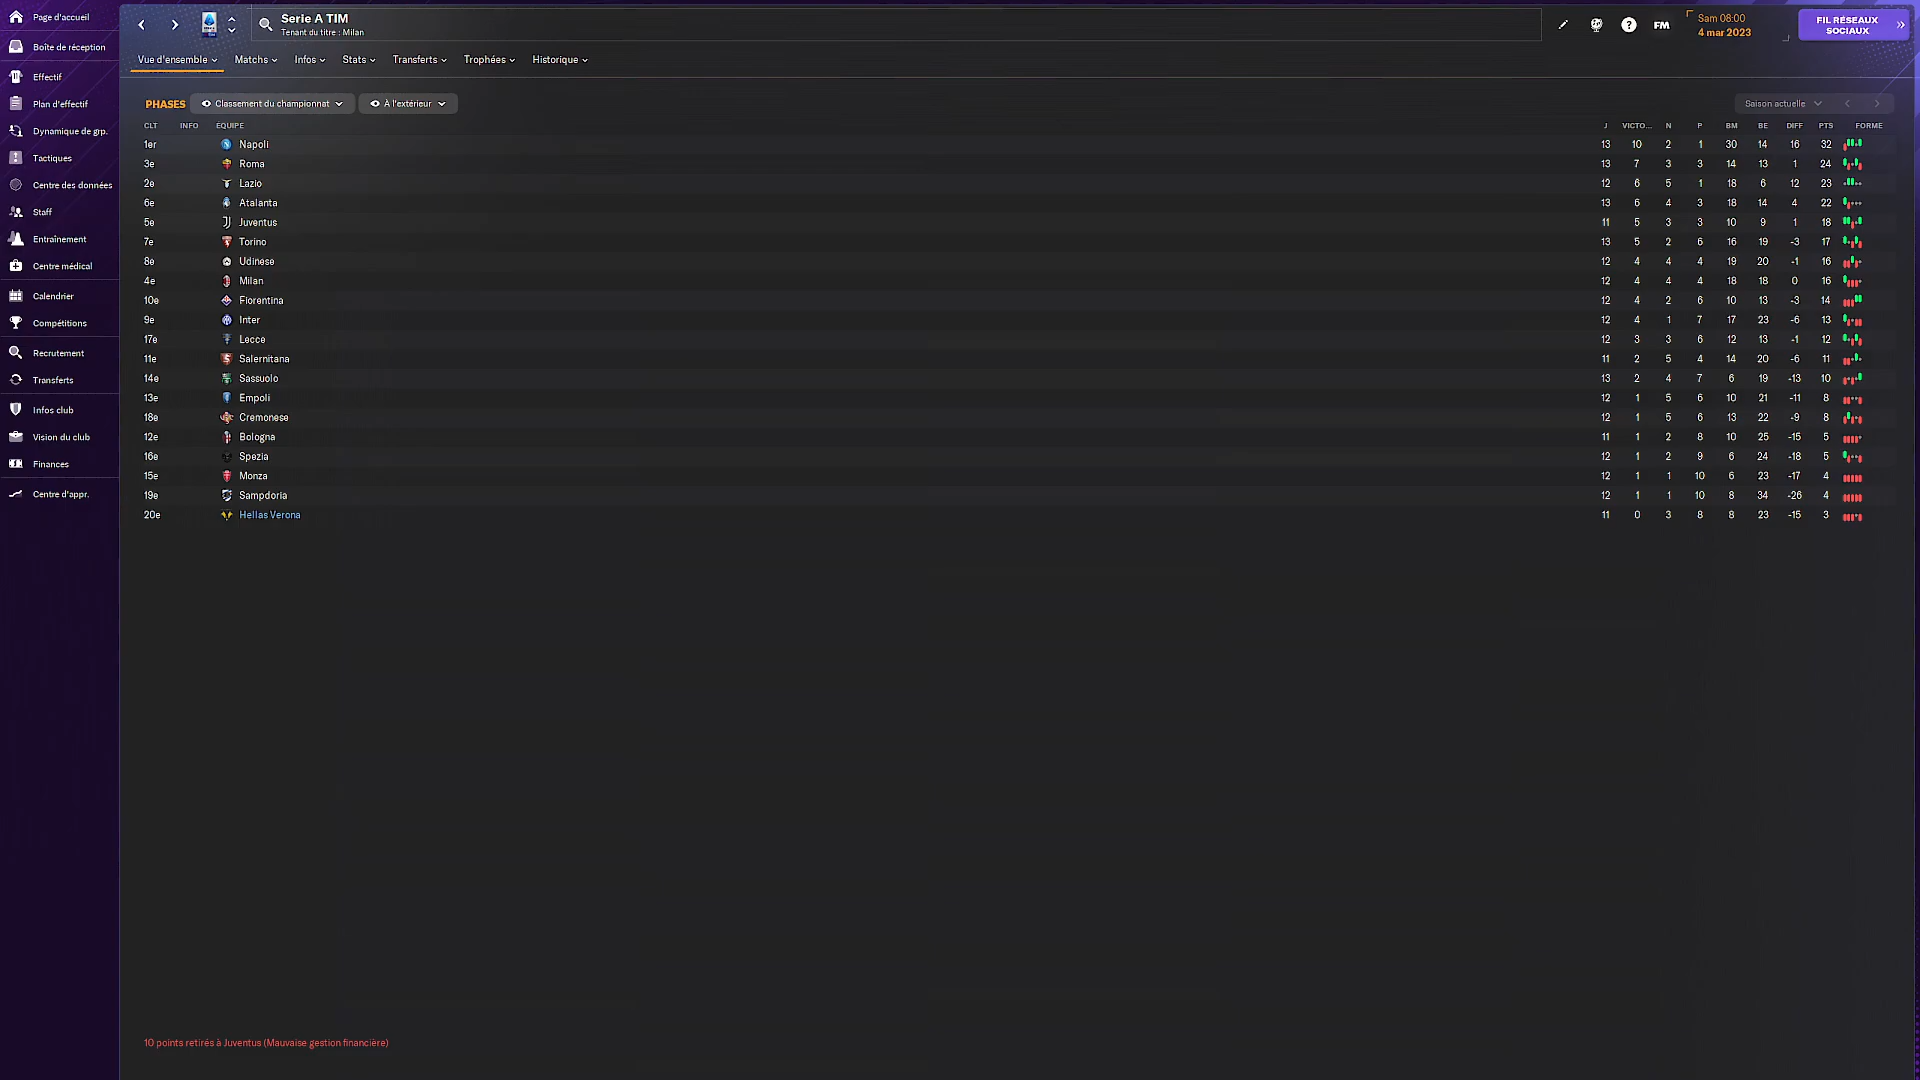 Page d'accueil
Boîte de réception
Effectif
Plan d'effectif
Dynamique de grp.
Tactiques
Centre des données
Staff
Entraînement
Centre médical
Calendrier
Compétitions
Recrutement
Transferts
Infos club
Vision du club
Finances
Centre d'appr.
Serie A TIM
Tenant du titre : Milan
FM
Sam 08:00
4 mar 2023
FIL RÉSEAUX
SOCIAUX
Vue d'ensemble Matchs Infos Stats Transferts Trophées Historique
PHASES Classement du championnat À l'extérieur Saison actuelle
CLT INFO ÉQUIPE J VICTO... N P BM BE DIFF PTS FORME
1er Napoli 13 10 2 1 30 14 16 32
3e Roma 13 7 3 3 14 13 1 24
2e Lazio 12 6 5 1 18 6 12 23
6e Atalanta 13 6 4 3 18 14 4 22
5e Juventus 11 5 3 3 10 9 1 18
7e Torino 13 5 2 6 16 19 -3 17
8e Udinese 12 4 4 4 19 20 -1 16
4e Milan 12 4 4 4 18 18 0 16
10e Fiorentina 12 4 2 6 10 13 -3 14
9e Inter 12 4 1 7 17 23 -6 13
17e Lecce 12 3 3 6 12 13 -1 12
11e Salernitana 11 2 5 4 14 20 -6 11
14e Sassuolo 13 2 4 7 6 19 -13 10
13e Empoli 12 1 5 6 10 21 -11 8
18e Cremonese 12 1 5 6 13 22 -9 8
12e Bologna 11 1 2 8 10 25 -15 5
16e Spezia 12 1 2 9 6 24 -18 5
15e Monza 12 1 1 10 6 23 -17 4
19e Sampdoria 12 1 1 10 8 34 -26 4
20e Hellas Verona 11 0 3 8 8 23 -15 3
10 points retirés à Juventus (Mauvaise gestion financière)